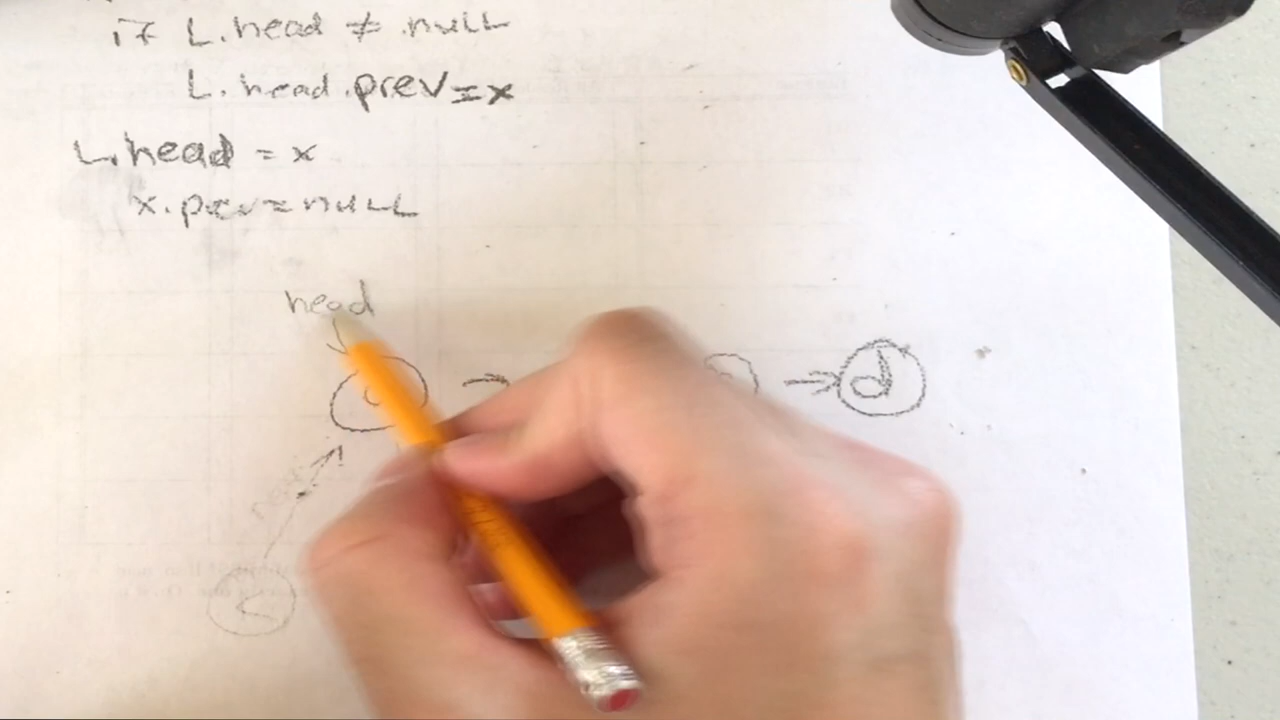 if L.head ≠ null
L.head.prev = x
L.head = x
x.prev = null
head
d